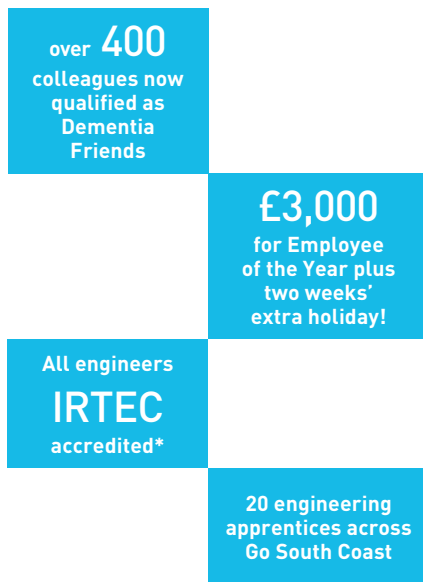 over 400
colleagues now
qualified as
Dementia
Friends
£3,000
for Employee
of the Year plus
two weeks’
extra holiday!
All engineers
IRTEC
accredited*
20 engineering
apprentices across
Go South Coast